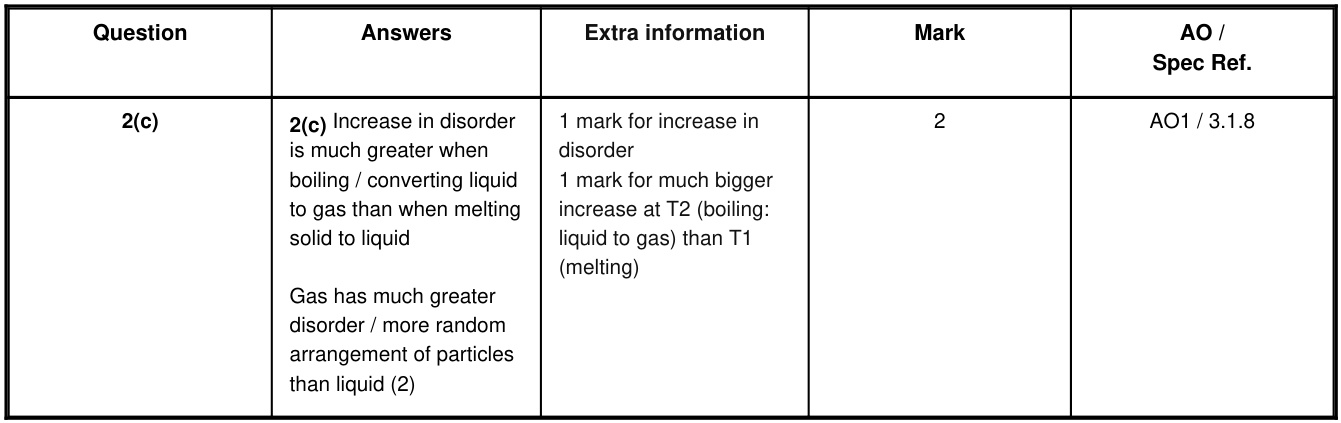 Question
Answers
Extra information
Mark
AO /
Spec Ref.
2(c)
2(c) Increase in disorder
is much greater when
boiling / converting liquid
to gas than when melting
solid to liquid
Gas has much greater
disorder / more random
arrangement of particles
than liquid (2)
1 mark for increase in
disorder
1 mark for much bigger
increase at T2 (boiling:
liquid to gas) than T1
(melting)
2
AO1 / 3.1.8